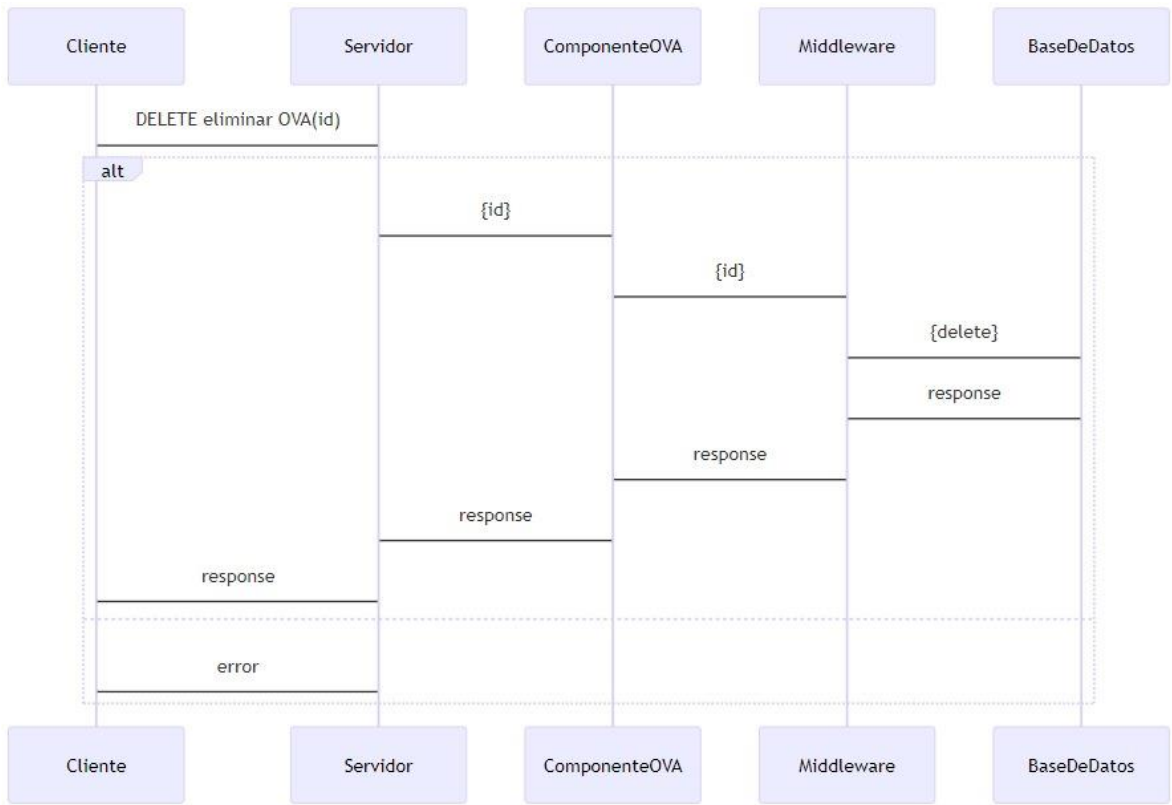 Cliente
Servidor
ComponenteOVA
Middleware
BaseDeDatos
DELETE eliminar OVA(id)
alt
{id}
{id}
{delete}
response
response
response
response
error
Cliente
Servidor
ComponenteOVA
Middleware
BaseDeDatos